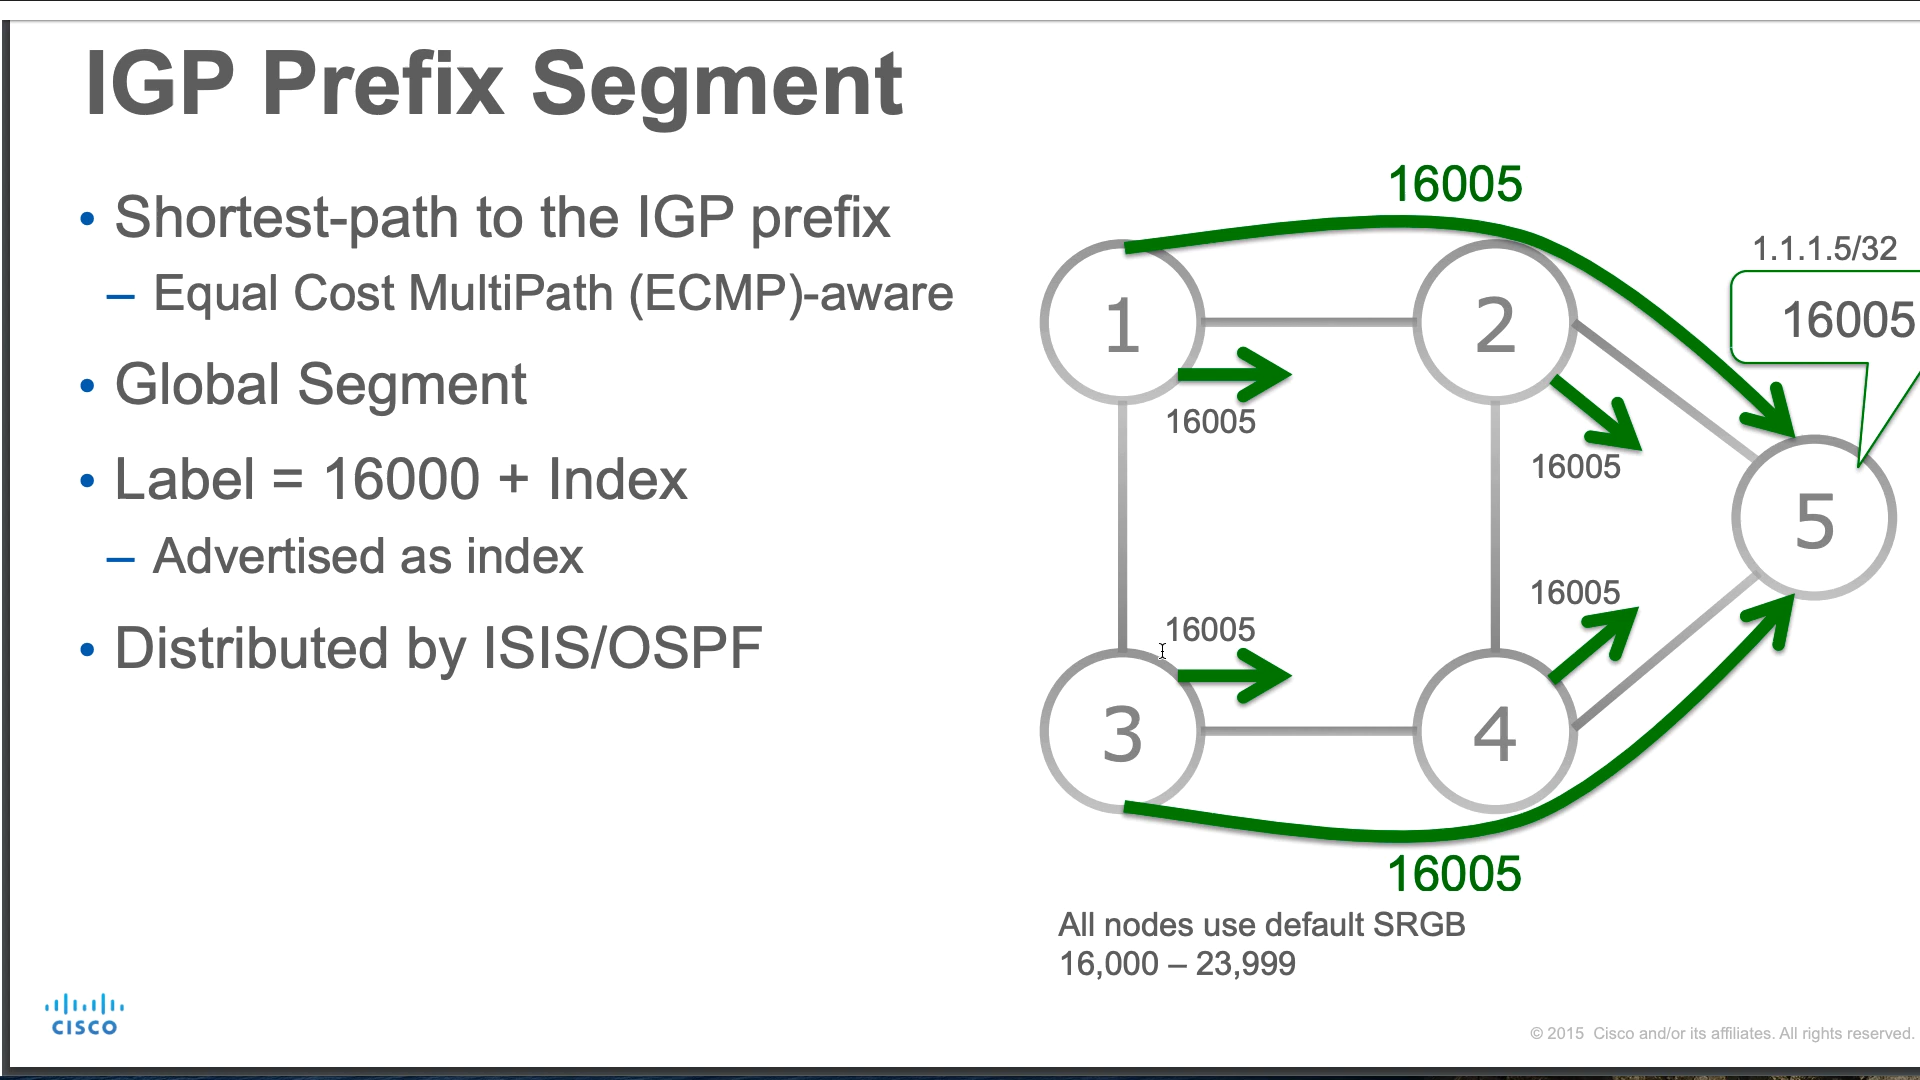 IGP Prefix Segment
• Shortest-path to the IGP prefix
– Equal Cost MultiPath (ECMP)-aware
• Global Segment
• Label = 16000 + Index
– Advertised as index
• Distributed by ISIS/OSPF
16005
1.1.1.5/32
16005
1
2
16005
16005
5
16005
16005
3
4
16005
All nodes use default SRGB
16,000 – 23,999
CISCO
© 2015 Cisco and/or its affiliates. All rights reserved.